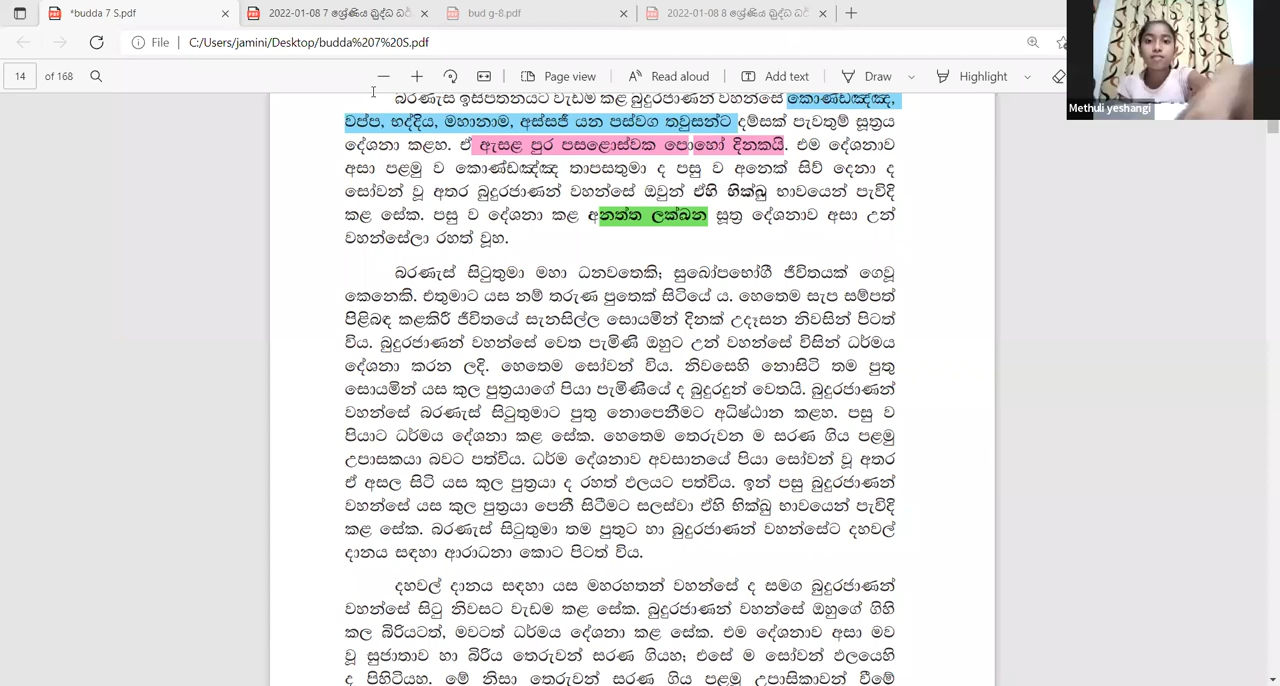 *budda 7 S.pdf
2022-01-08 7 ශ්‍රේණිය බුද්ධ ධර්
bud g-8.pdf
2022-01-08 8 ශ්‍රේණිය බුද්ධ ධර්
File C:/Users/jamini/Desktop/budda%207%20S.pdf
14 of 168 Page view Read aloud Add text Draw Highlight
Methuli yeshangi
බරණැස ඉසිපතනයට වැඩම කළ බුදුරජාණන් වහන්සේ කොණ්ඩඤ්ඤ,
වප්ප, භද්දිය, මහානාම, අස්සජි යන පස්වග තවුසන්ට දම්සක් පැවතුම් සූත්‍රය
දේශනා කළහ. ඒ ඇසළ පුර පසළොස්වක පොහෝ දිනකයි. එම දේශනාව
අසා පළමු ව කොණ්ඩඤ්ඤ තාපසතුමා ද පසු ව අනෙක් සිව් දෙනා ද
සෝවන් වූ අතර බුදුරජාණන් වහන්සේ ඔවුන් ඒහි භික්ඛු භාවයෙන් පැවිදි
කළ සේක. පසු ව දේශනා කළ අනත්ත ලක්ඛන සූත්‍ර දේශනාව අසා උන්
වහන්සේලා රහත් වූහ.
බරණැස් සිටුතුමා මහා ධනවතෙකි; සුඛෝපභෝගී ජීවිතයක් ගෙවූ
කෙනෙකි. එතුමාට යස නම් තරුණ පුතෙක් සිටියේ ය. හෙතෙම සැප සම්පත්
පිළිබඳ කළකිරී ජීවිතයේ සැනසිල්ල සොයමින් දිනක් උදෑසන නිවසින් පිටත්
විය. බුදුරජාණන් වහන්සේ වෙත පැමිණි ඔහුට උන් වහන්සේ විසින් ධර්මය
දේශනා කරන ලදි. හෙතෙම සෝවන් විය. නිවසෙහි නොසිටි තම පුතු
සොයමින් යස කුල පුත්‍රයාගේ පියා පැමිණියේ ද බුදුරදුන් වෙතයි. බුදුරජාණන්
වහන්සේ බරණැස් සිටුතුමාට පුතු නොපෙනීමට අධිෂ්ඨාන කළහ. පසු ව
පියාට ධර්මය දේශනා කළ සේක. හෙතෙම තෙරුවන ම සරණ ගිය පළමු
උපාසකයා බවට පත්විය. ධර්ම දේශනාව අවසානයේ පියා සෝවන් වූ අතර
ඒ අසල සිටි යස කුල පුත්‍රයා ද රහත් ඵලයට පත්විය. ඉන් පසු බුදුරජාණන්
වහන්සේ යස කුල පුත්‍රයා පෙනී සිටීමට සලස්වා ඒහි භික්ඛු භාවයෙන් පැවිදි
කළ සේක. බරණැස් සිටුතුමා තම පුතුට හා බුදුරජාණන් වහන්සේට දහවල්
දානය සඳහා ආරාධනා කොට පිටත් විය.
දහවල් දානය සඳහා යස මහරහතන් වහන්සේ ද සමග බුදුරජාණන්
වහන්සේ සිටු නිවසට වැඩම කළ සේක. බුදුරජාණන් වහන්සේ ඔහුගේ ගිහි
කල බිරියටත්, මවටත් ධර්මය දේශනා කළ සේක. එම දේශනාව අසා මව
වූ සුජාතාව හා බිරිය තෙරුවන් සරණ ගියහ; එසේ ම සෝවන් ඵලයෙහි
ද පිහිටියහ. මේ නිසා තෙරුවන් සරණ ගිය පළමු උපාසිකාවන් වීමේ